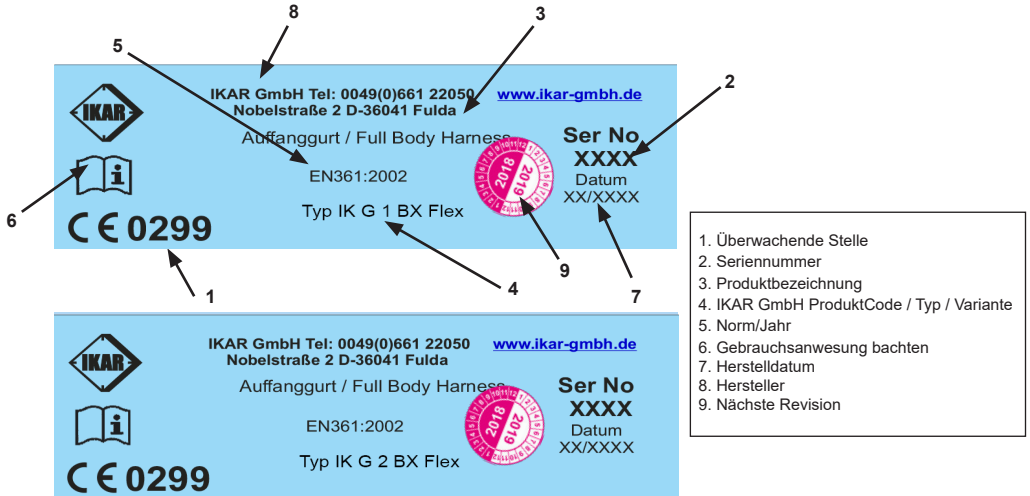 8
3
5
2
IKAR
IKAR GmbH Tel: 0049(0)661 22050 www.ikar-gmbh.de
Nobelstraße 2 D-36041 Fulda
Auffanggurt / Full Body Harness
Ser No
XXXX
EN361:2002
Datum
XX/XXXX
2018
2019
i
Typ IK G 1 BX Flex
6
CE 0299
1
4
9
7
1. Überwachende Stelle
2. Seriennummer
3. Produktbezeichnung
4. IKAR GmbH ProduktCode / Typ / Variante
5. Norm/Jahr
6. Gebrauchsanwesung bachten
7. Herstelldatum
8. Hersteller
9. Nächste Revision
IKAR
IKAR GmbH Tel: 0049(0)661 22050 www.ikar-gmbh.de
Nobelstraße 2 D-36041 Fulda
Auffanggurt / Full Body Harness
Ser No
XXXX
EN361:2002
Datum
XX/XXXX
2018
2019
i
Typ IK G 2 BX Flex
CE 0299